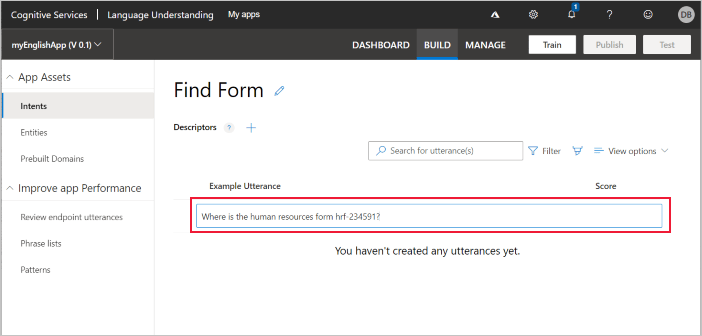 Cognitive Services Language Understanding My apps 1 ? DB
myEnglishApp (V 0.1) DASHBOARD BUILD MANAGE Train Publish Test
App Assets
Intents
Entities
Prebuilt Domains
Improve app Performance
Review endpoint utterances
Phrase lists
Patterns
Find Form
Descriptors ? +
Search for utterance(s) Filter View options
Example Utterance Score
Where is the human resources form hrf-234591?
You haven't created any utterances yet.